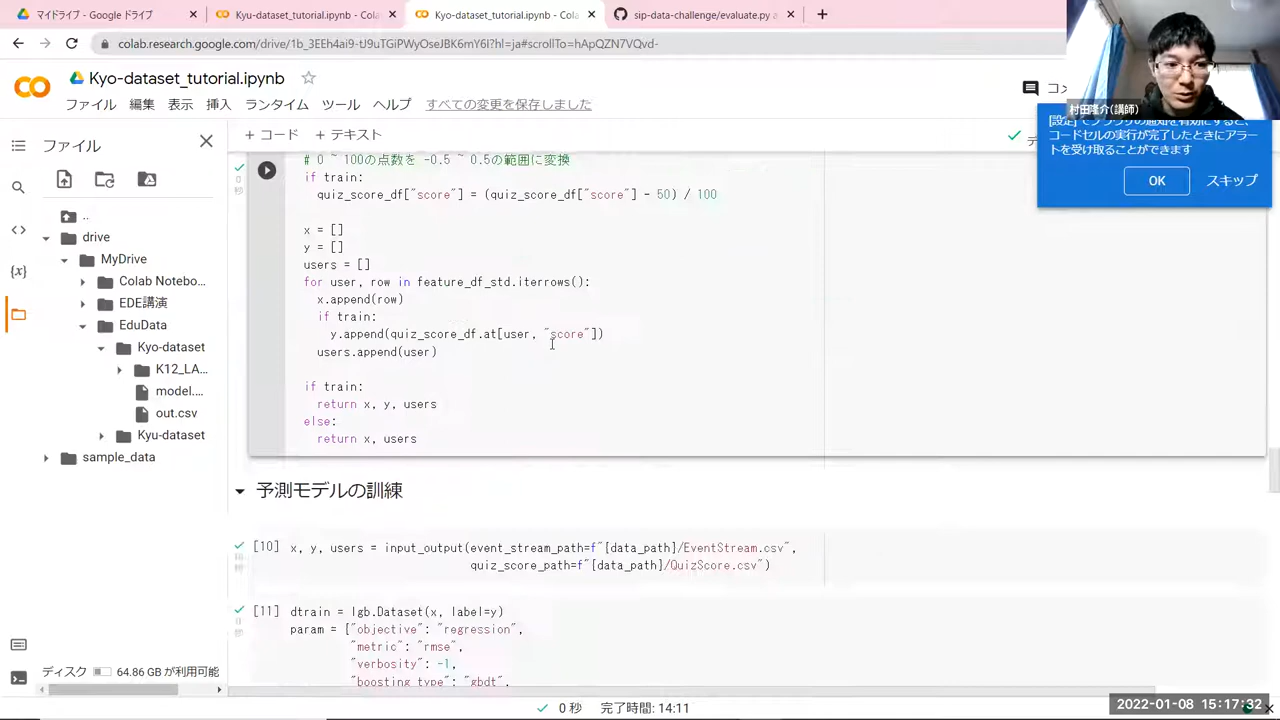 マイドライブ - Google ドライブ
Kyu-dataset_tutorial.ipynb - Cola
Kyo-dataset_tutorial.ipynb - Cola
sip-data-challenge/evaluate.py a
colab.research.google.com/drive/1b_3EEh4ai9-tHuTGiPWyOseJBK6mY6l?hl=ja#scrollTo=hApQZN7VQvd-
Kyo-dataset_tutorial.ipynb
コメ
村田隆介(講師)
ファイル 編集 表示 挿入 ランタイム ツール ヘルプ すべての変更を保存しました
[設定] でブラウザの通知を有効にすると、
コードセルの実行が完了したときにアラー
トを受け取ることができます
OK スキップ
ファイル
+ コード + テキスト
..
drive
MyDrive
Colab Notebo...
EDE講演
EduData
Kyo-dataset
K12_LA...
model....
out.csv
Kyu-dataset
sample_data
# 0 ~ 100の点数を -0.5 ~ 0.5の範囲に変換
if train:
quiz_score_df["score"] = (quiz_score_df["score"] - 50) / 100
x = []
y = []
users = []
for user, row in feature_df_std.iterrows():
x.append(row)
if train:
y.append(quiz_score_df.at[user, "score"])
users.append(user)
if train:
return x, y, users
else:
return x, users
予測モデルの訓練
[10] x, y, users = input_output(event_stream_path=f"[data_path]/EventStream.csv",
quiz_score_path=f"[data_path]/QuizScore.csv")
[11] dtrain = lgb.Dataset(x, label=y)
param = ["objective": "regression",
"metric": "rmse",
"verbosity": -1,
"boosting_type": "gbdt",
ディスク 64.86 GB が利用可能
0 秒 完了時間: 14:11
2022-01-08 15:17:32